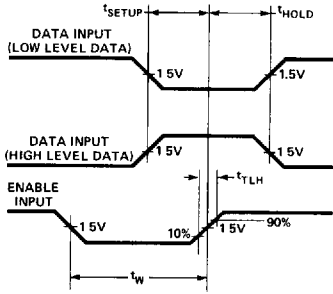 tSETUP
tHOLD
DATA INPUT
(LOW LEVEL DATA)
1 5V
1.5V
DATA INPUT
(HIGH LEVEL DATA)
1 5V
1 5V
tTLH
ENABLE
INPUT
1 5V
10%
1 5V
90%
tW